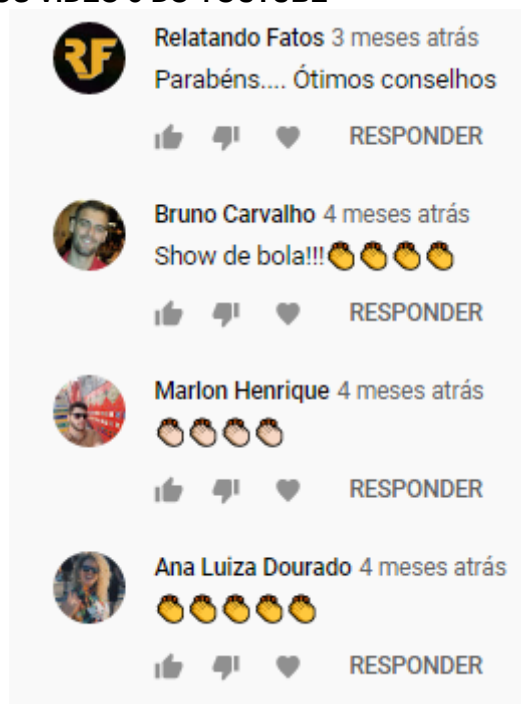 RF
Relatando Fatos 3 meses atrás
Parabéns.... Ótimos conselhos
RESPONDER
Bruno Carvalho 4 meses atrás
Show de bola!!!👏👏👏👏
RESPONDER
Marlon Henrique 4 meses atrás
👏🏻👏🏻👏🏻👏🏻
RESPONDER
Ana Luiza Dourado 4 meses atrás
👏👏👏👏👏
RESPONDER